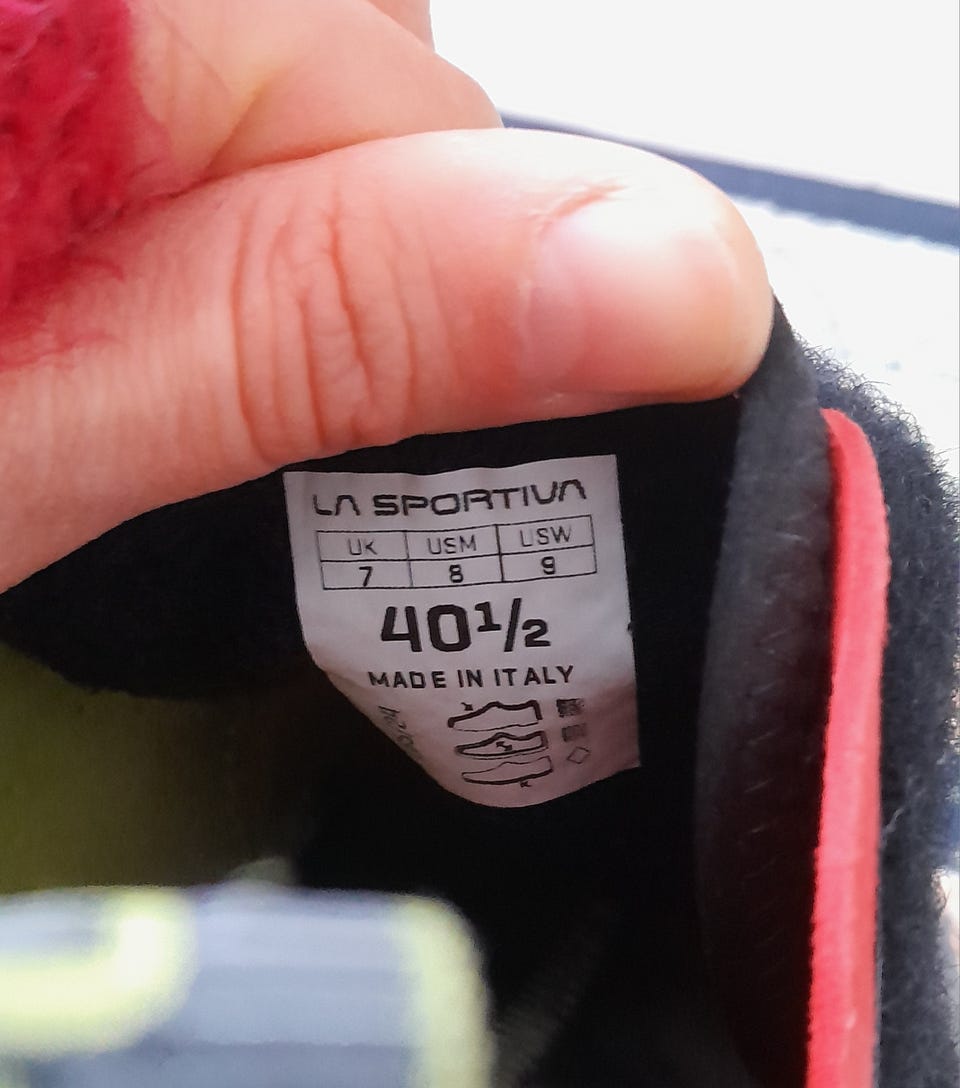 LA SPORTIVA
UK USM USW
7 8 9
40½
MADE IN ITALY